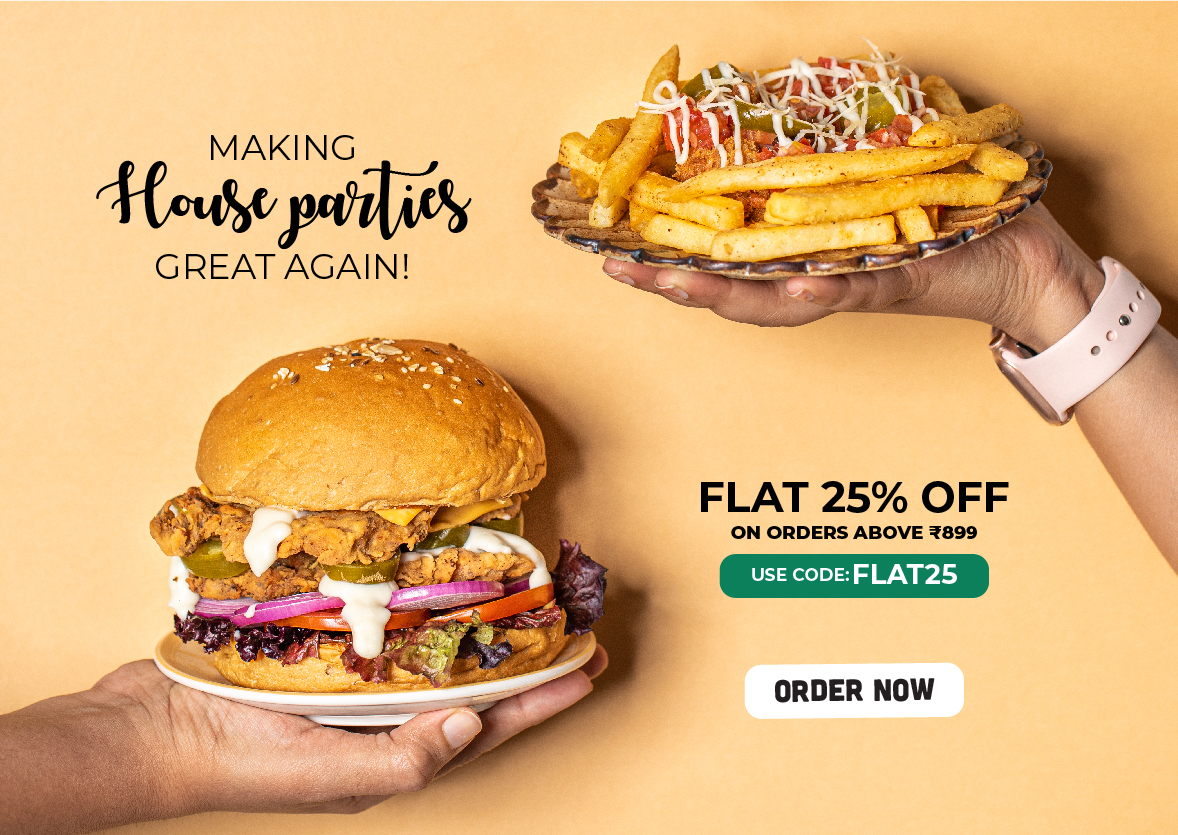 MAKING
House parties
GREAT AGAIN!
FLAT 25% OFF
ON ORDERS ABOVE ₹899
USE CODE:FLAT25
ORDER NOW